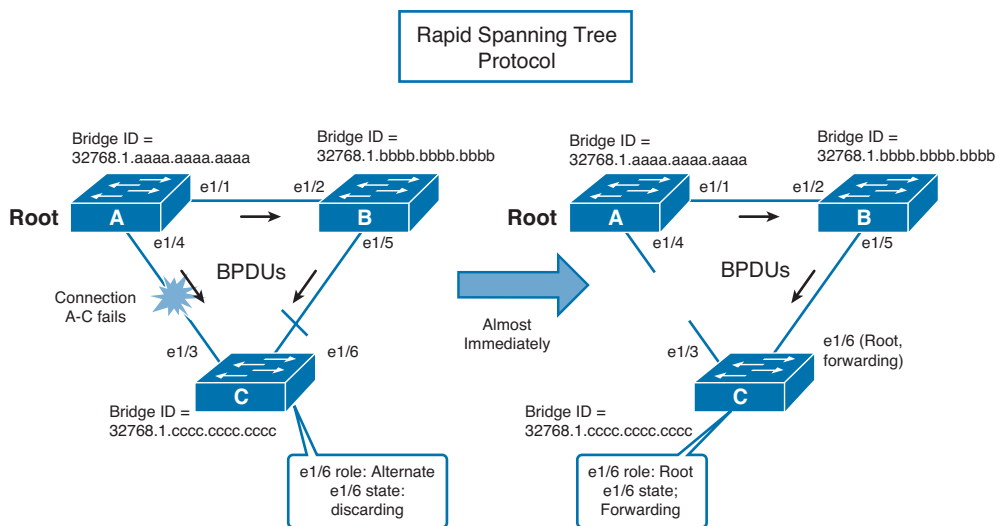 Rapid Spanning Tree
Protocol
Bridge ID =
32768.1.aaaa.aaaa.aaaa
Bridge ID =
32768.1.bbbb.bbbb.bbbb
e1/1
e1/2
Root
A
B
e1/4
e1/5
BPDUs
Connection
A-C fails
e1/3
e1/6
C
Bridge ID =
32768.1.cccc.cccc.cccc
e1/6 role: Alternate
e1/6 state:
discarding
Almost
Immediately
Bridge ID =
32768.1.aaaa.aaaa.aaaa
Bridge ID =
32768.1.bbbb.bbbb.bbbb
e1/1
e1/2
Root
A
B
e1/4
e1/5
BPDUs
e1/3
e1/6 (Root,
forwarding)
C
Bridge ID =
32768.1.cccc.cccc.cccc
e1/6 role: Root
e1/6 state;
Forwarding